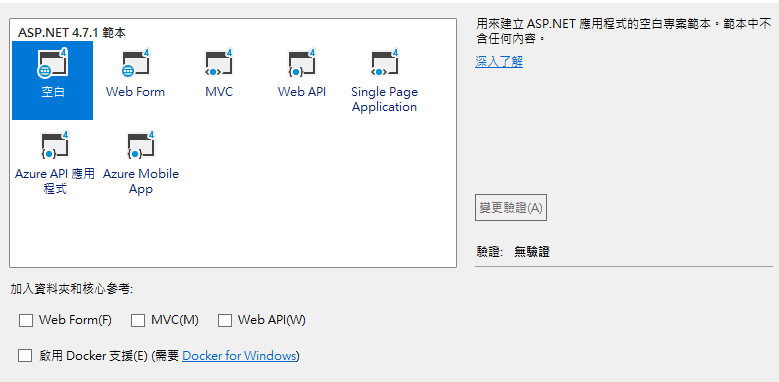 ASP.NET 4.7.1 範本
空白
Web Form
MVC
Web API
Single Page
Application
Azure API 應用
程式
Azure Mobile
App
用來建立 ASP.NET 應用程式的空白專案範本。範本中不
含任何內容。
深入了解
變更驗證(A)
驗證: 無驗證
加入資料夾和核心參考:
Web Form(F) MVC(M) Web API(W)
啟用 Docker 支援(E) (需要 Docker for Windows)